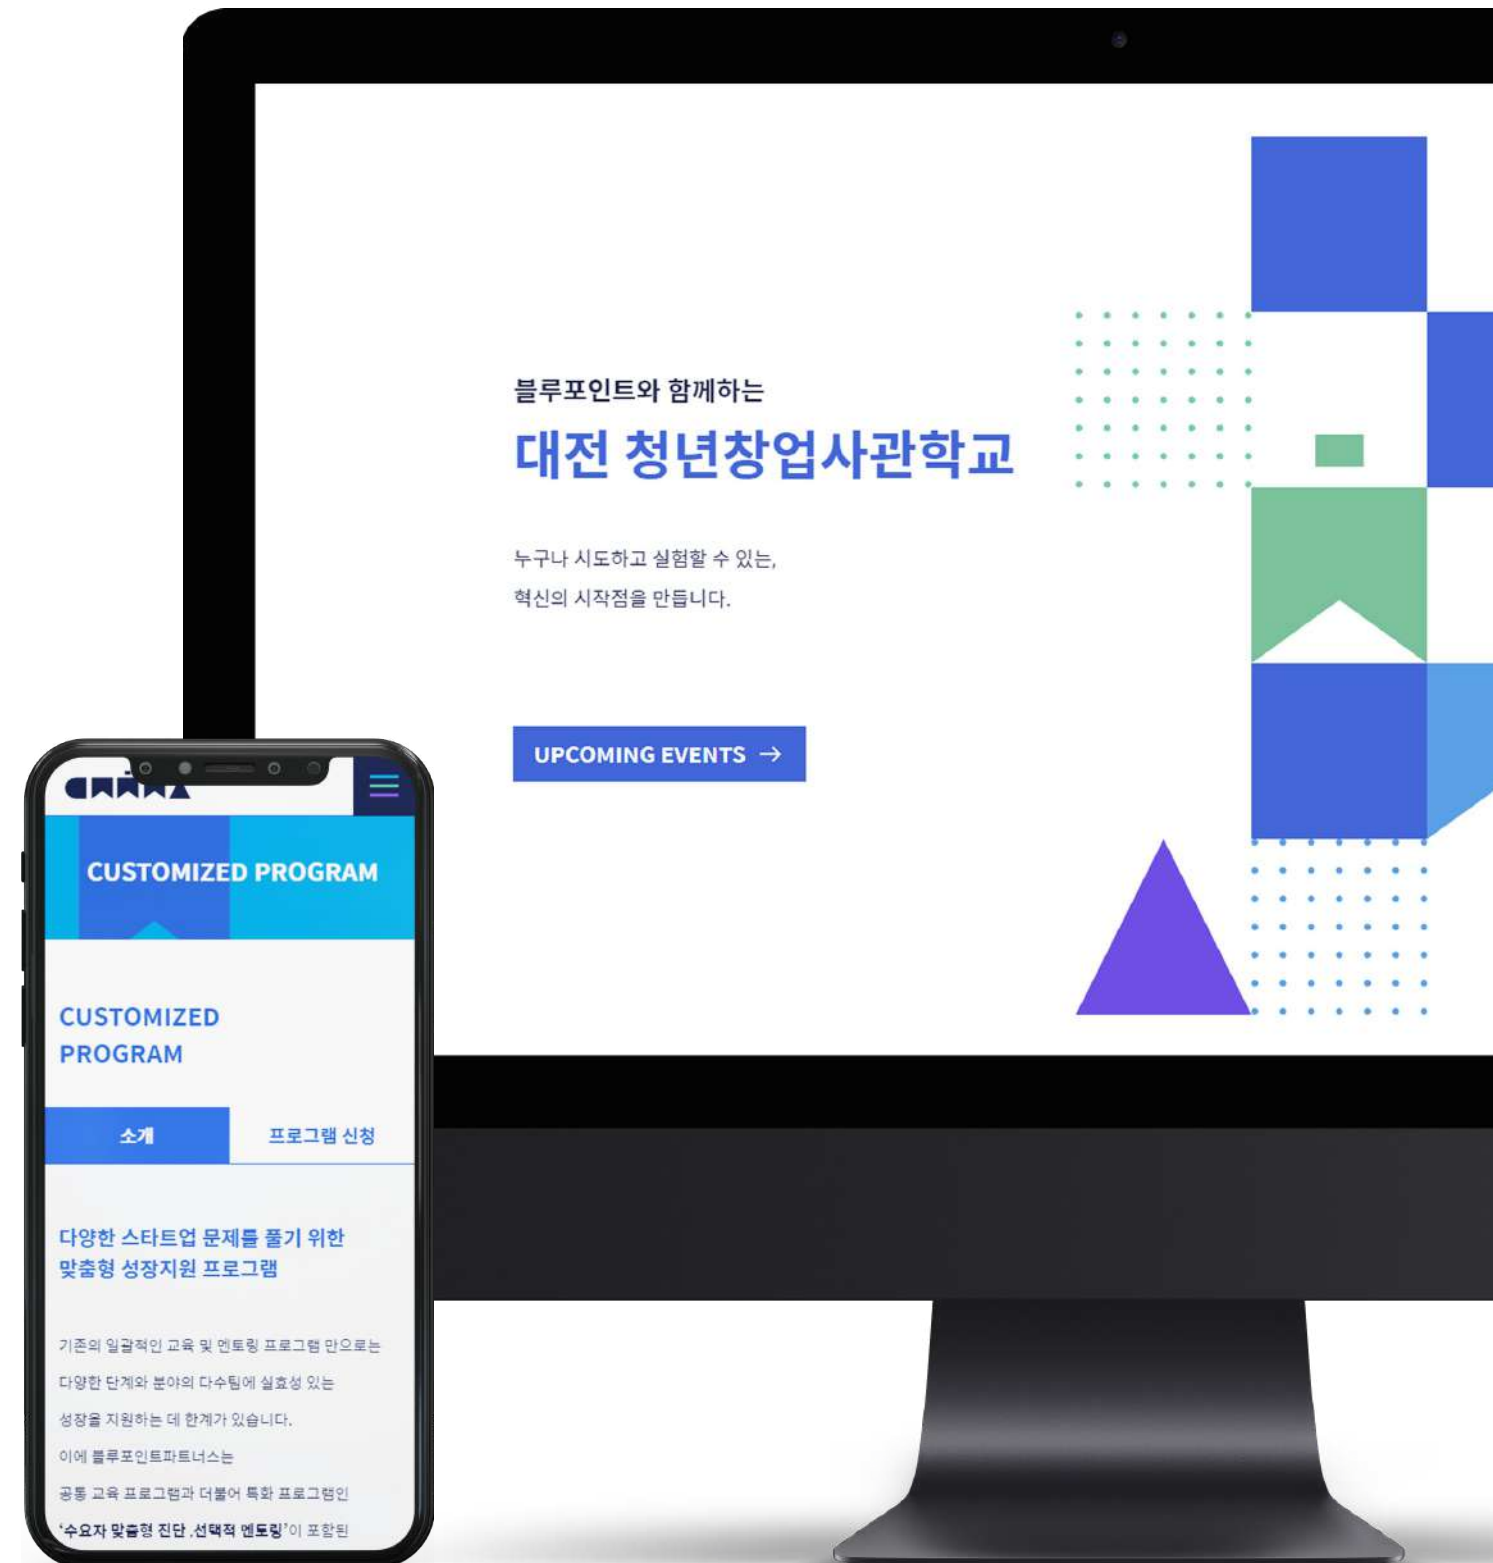 블루포인트와 함께하는
대전 청년창업사관학교
누구나 시도하고 실험할 수 있는,
혁신의 시작점을 만듭니다.
UPCOMING EVENTS →
CUSTOMIZED PROGRAM
CUSTOMIZED
PROGRAM
소개 프로그램 신청
다양한 스타트업 문제를 풀기 위한
맞춤형 성장지원 프로그램
기존의 일괄적인 교육 및 멘토링 프로그램 만으로는
다양한 단계와 분야의 다수팀에 실효성 있는
성장을 지원하는 데 한계가 있습니다.
이에 블루포인트파트너스는
공통 교육 프로그램과 더불어 특화 프로그램인
‘수요자 맞춤형 진단 .선택적 멘토링’이 포함된